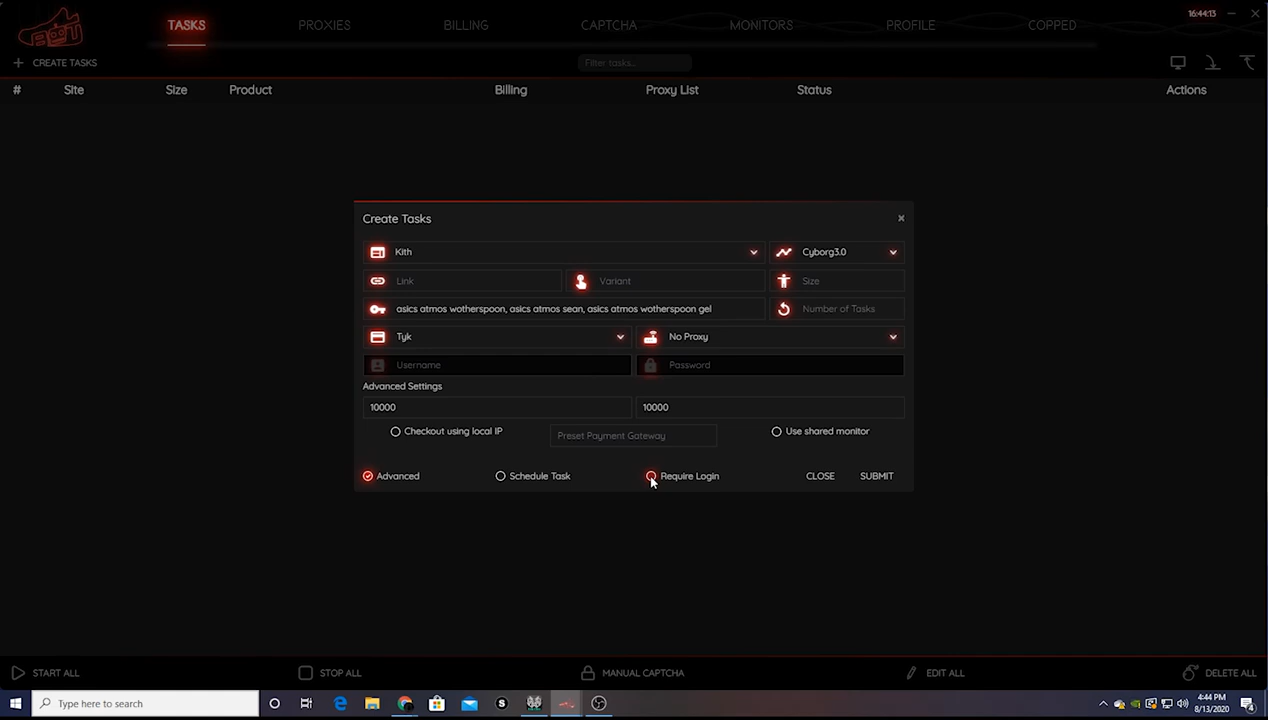 TASKS PROXIES BILLING CAPTCHA MONITORS PROFILE COPPED 16:44:13
CREATE TASKS Filter tasks...
# Site Size Product Billing Proxy List Status Actions
Create Tasks
Kith Cyborg3.0
Link Variant Size
asics atmos wotherspoon, asics atmos sean, asics atmos wotherspoon gel Number of Tasks
Tyk No Proxy
Username Password
Advanced Settings
10000 10000
Checkout using local IP Preset Payment Gateway Use shared monitor
Advanced Schedule Task Require Login CLOSE SUBMIT
START ALL STOP ALL MANUAL CAPTCHA EDIT ALL DELETE ALL
Type here to search 4:44 PM
8/13/2020